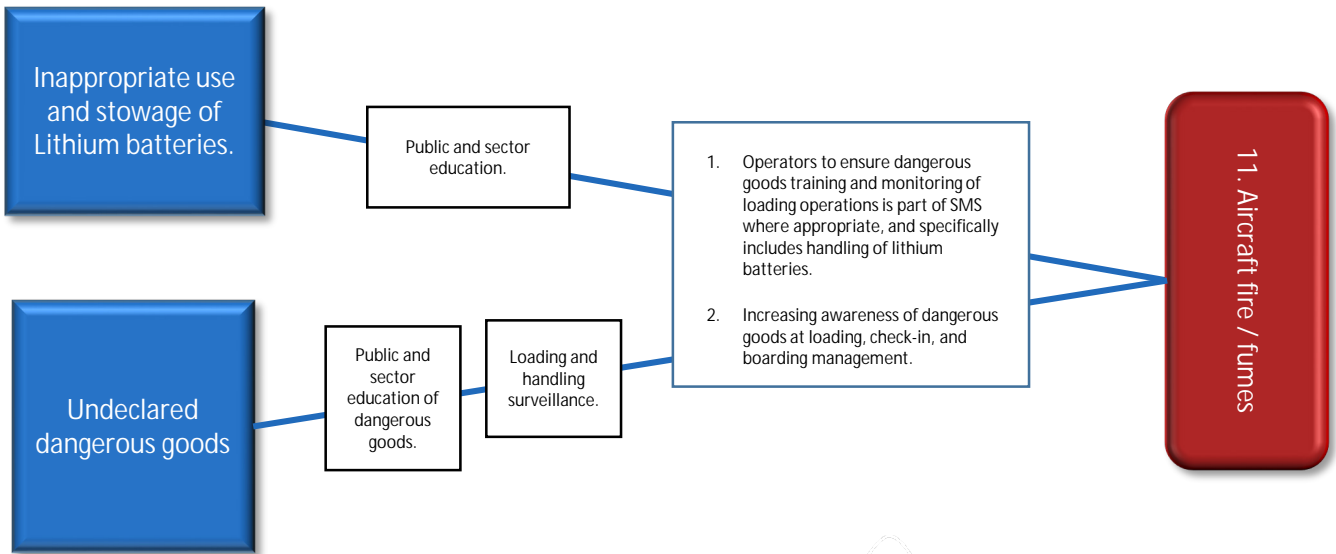 Inappropriate use
and stowage of
Lithium batteries.
Public and sector
education.
1. Operators to ensure dangerous
goods training and monitoring of
loading operations is part of SMS
where appropriate, and specifically
includes handling of lithium
batteries.
2. Increasing awareness of dangerous
goods at loading, check-in, and
boarding management.
11. Aircraft fire / fumes
Undeclared
dangerous goods
Public and
sector
education of
dangerous
goods.
Loading and
handling
surveillance.